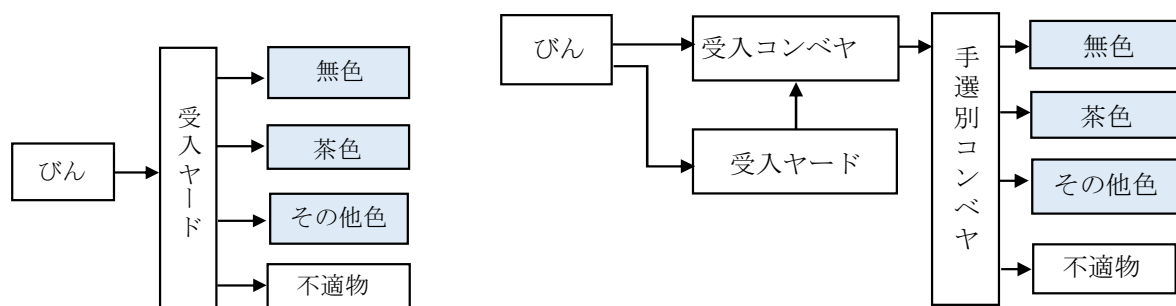 びん
受入ヤード
無色
茶色
その他色
不適物
びん
受入コンベヤ
受入ヤード
手選別コンベヤ
無色
茶色
その他色
不適物